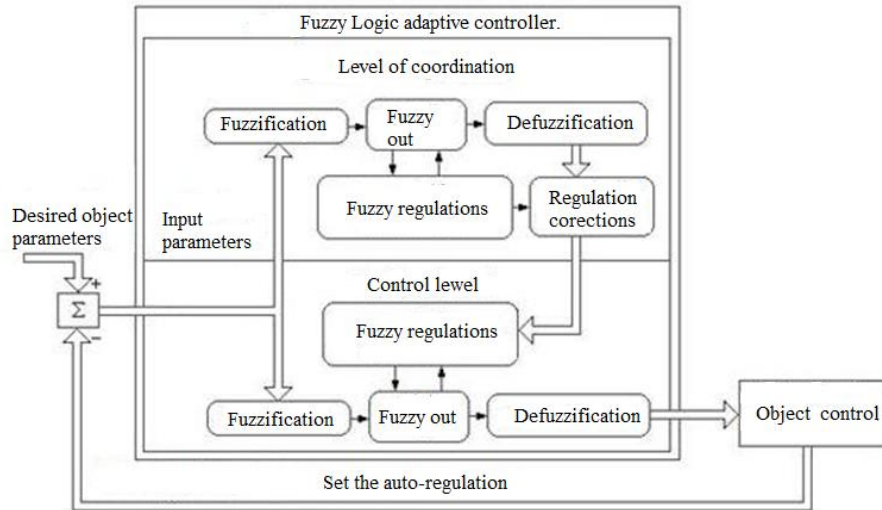 Fuzzy Logic adaptive controller.
Level of coordination
Fuzzification
Fuzzy
out
Defuzzification
Fuzzy regulations
Regulation
corections
Desired object
parameters
Input
parameters
+
Σ
−
Control lewel
Fuzzy regulations
Fuzzification
Fuzzy out
Defuzzification
Object control
Set the auto-regulation